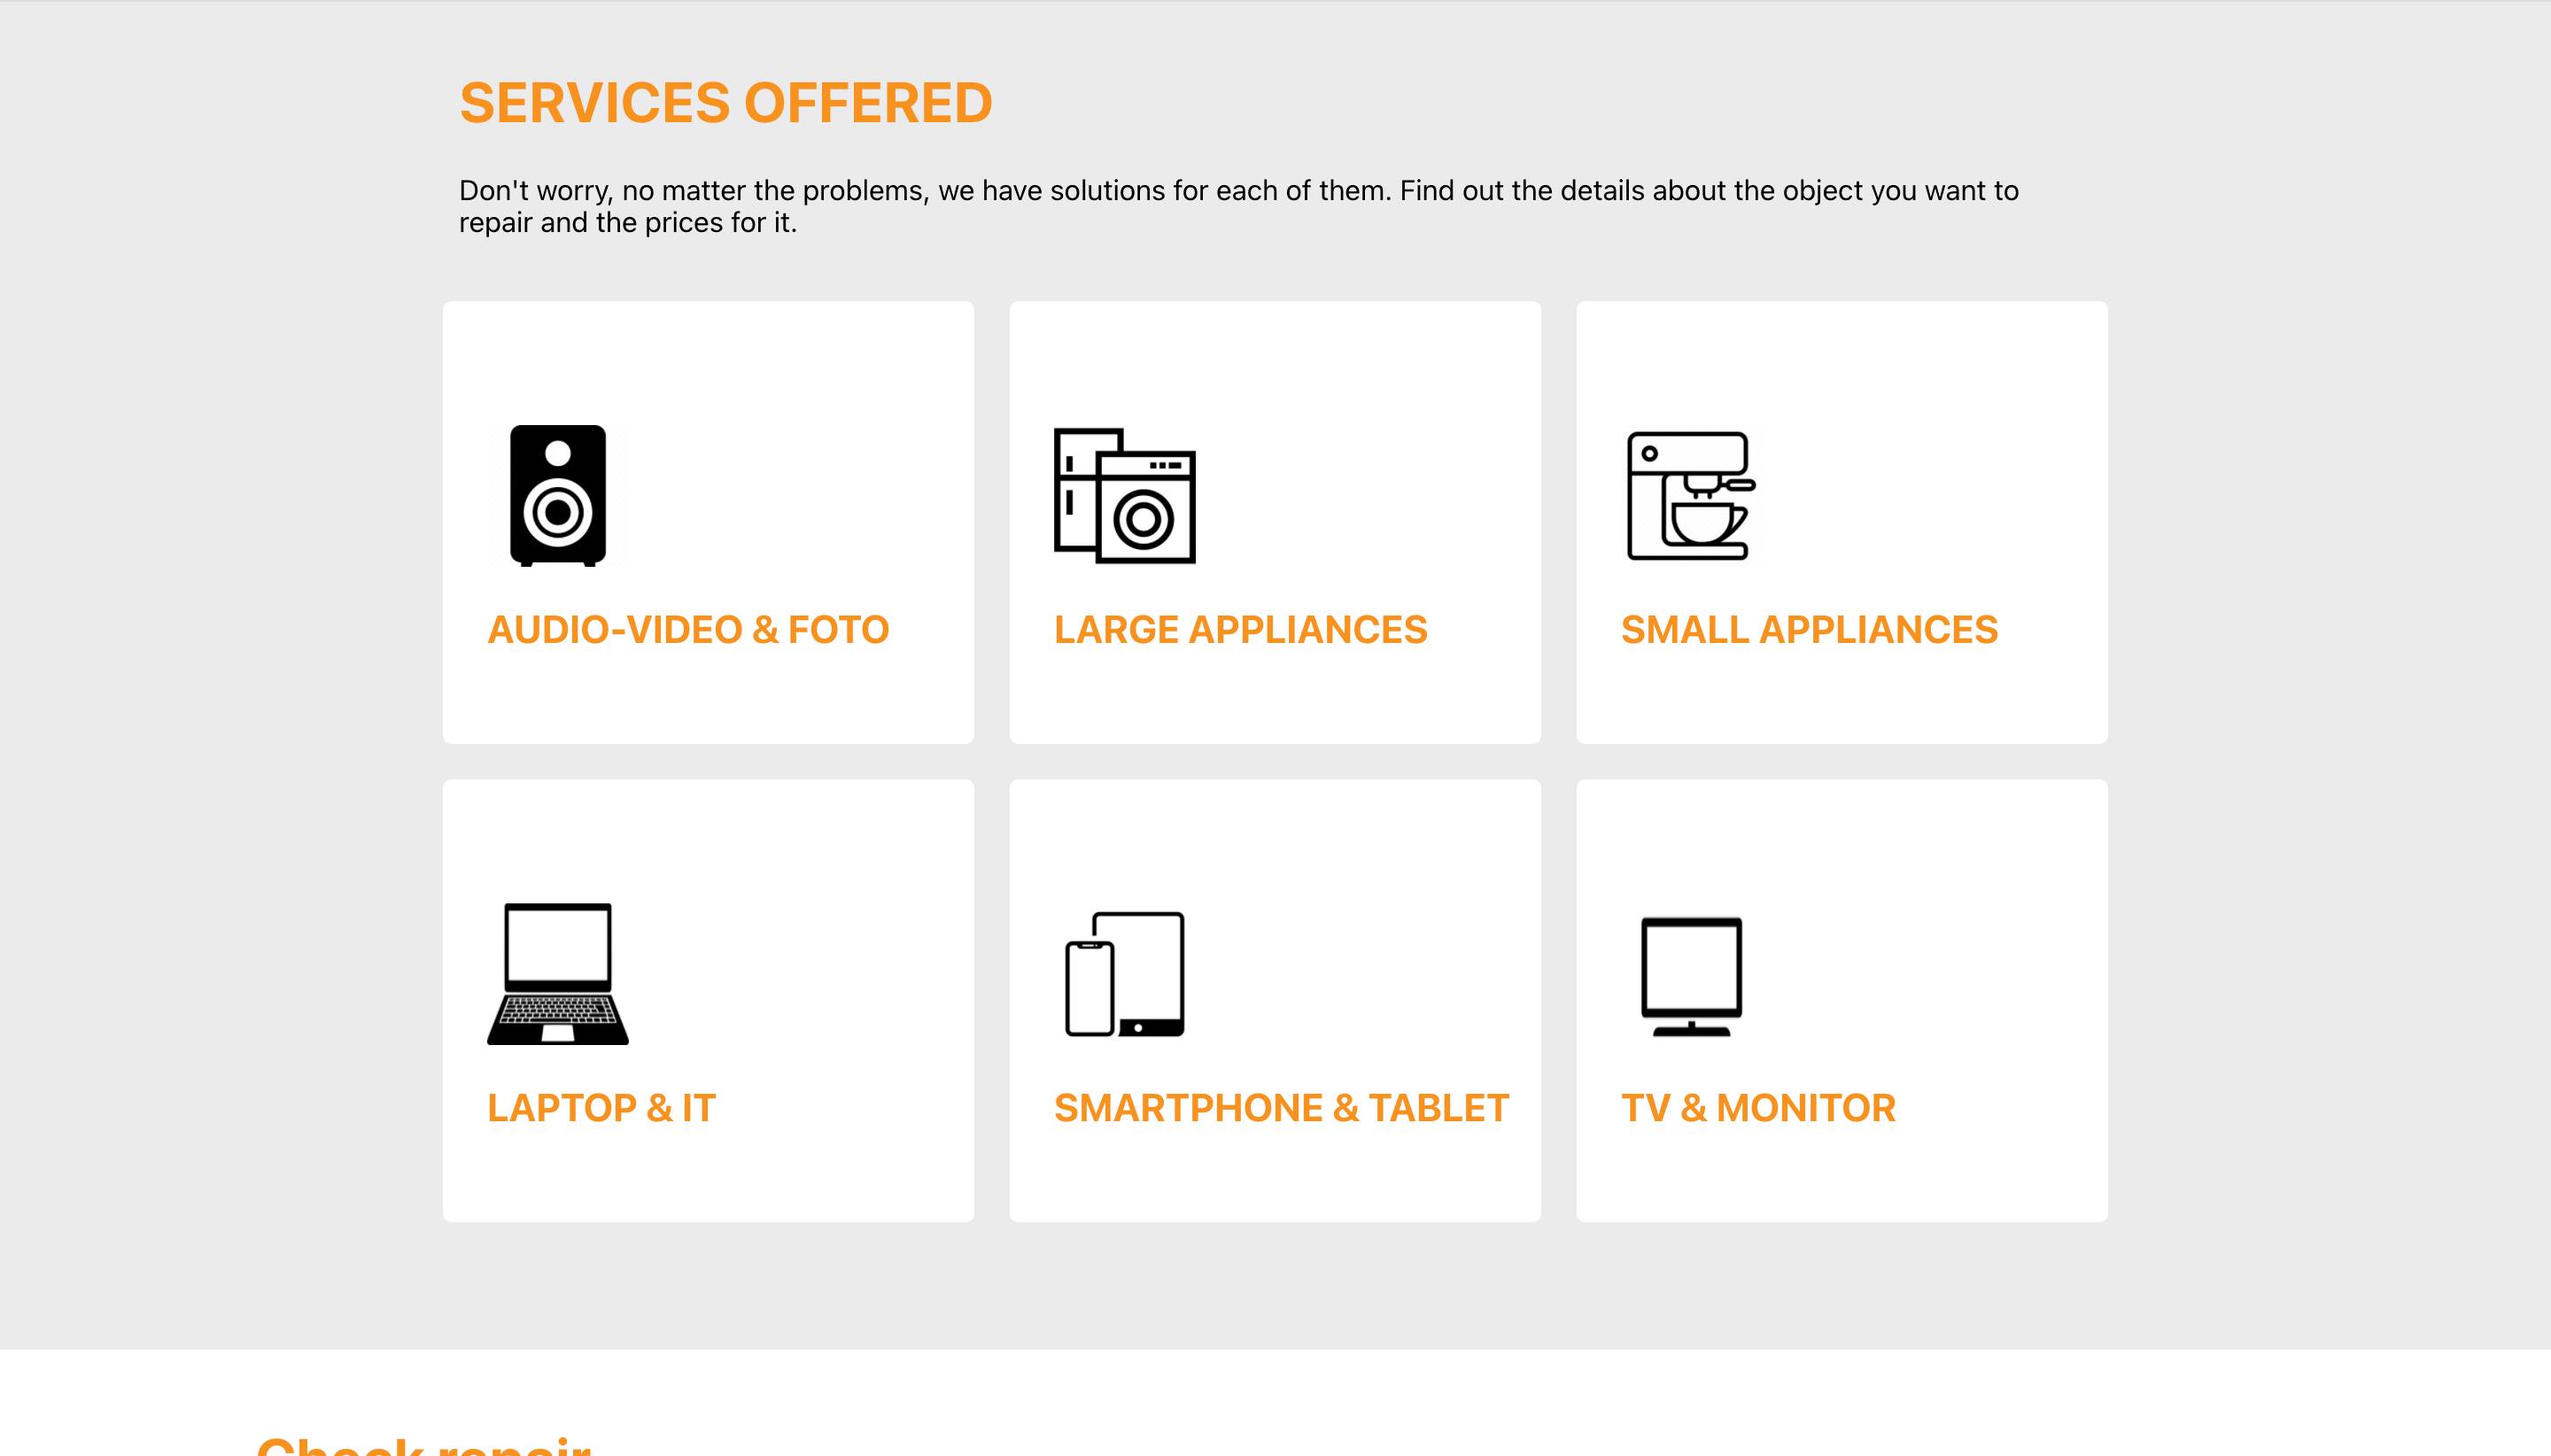 SERVICES OFFERED
Don't worry, no matter the problems, we have solutions for each of them. Find out the details about the object you want to
repair and the prices for it.
AUDIO-VIDEO & FOTO
LARGE APPLIANCES
SMALL APPLIANCES
LAPTOP & IT
SMARTPHONE & TABLET
TV & MONITOR
Check repair